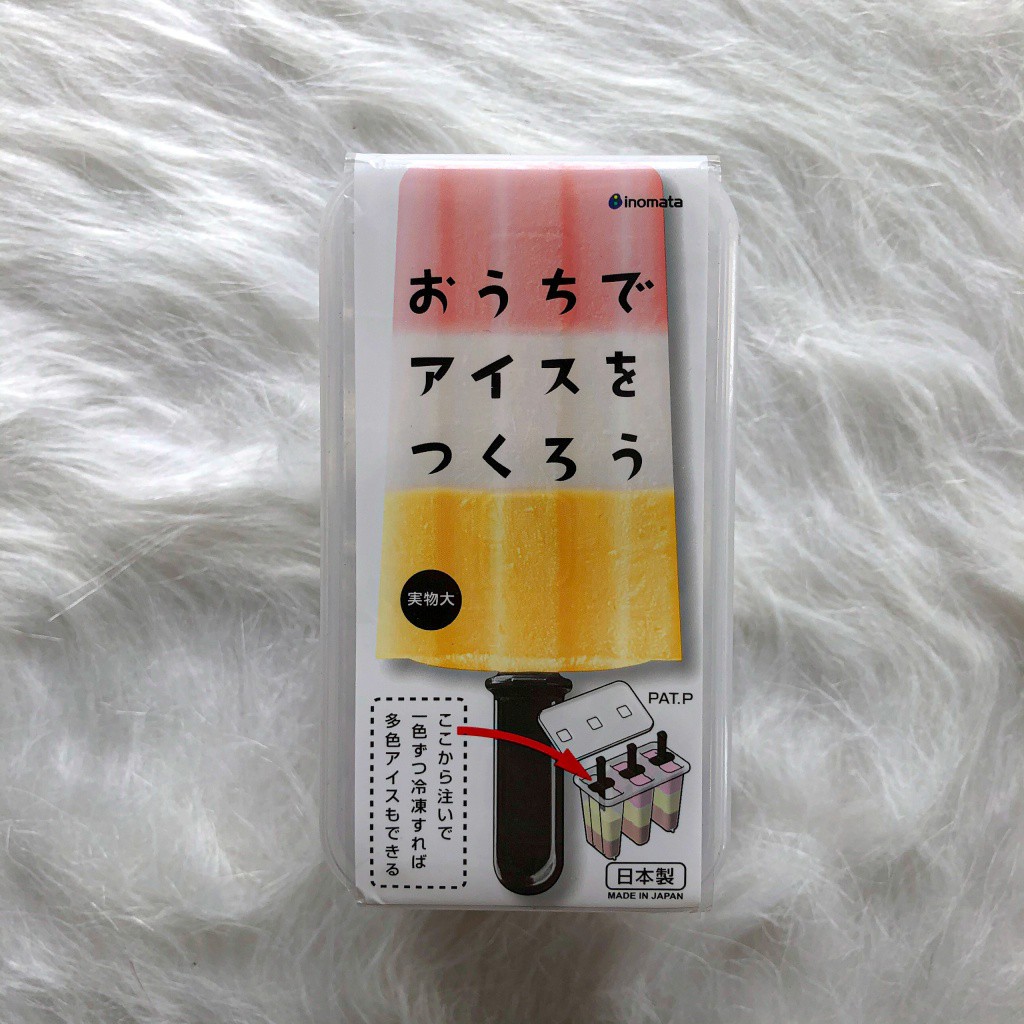 inomata
おうちで
アイスを
つくろう
実物大
PAT.P
ここから注いで
一色ずつ冷凍すれば
多色アイスもできる
日本製
MADE IN JAPAN